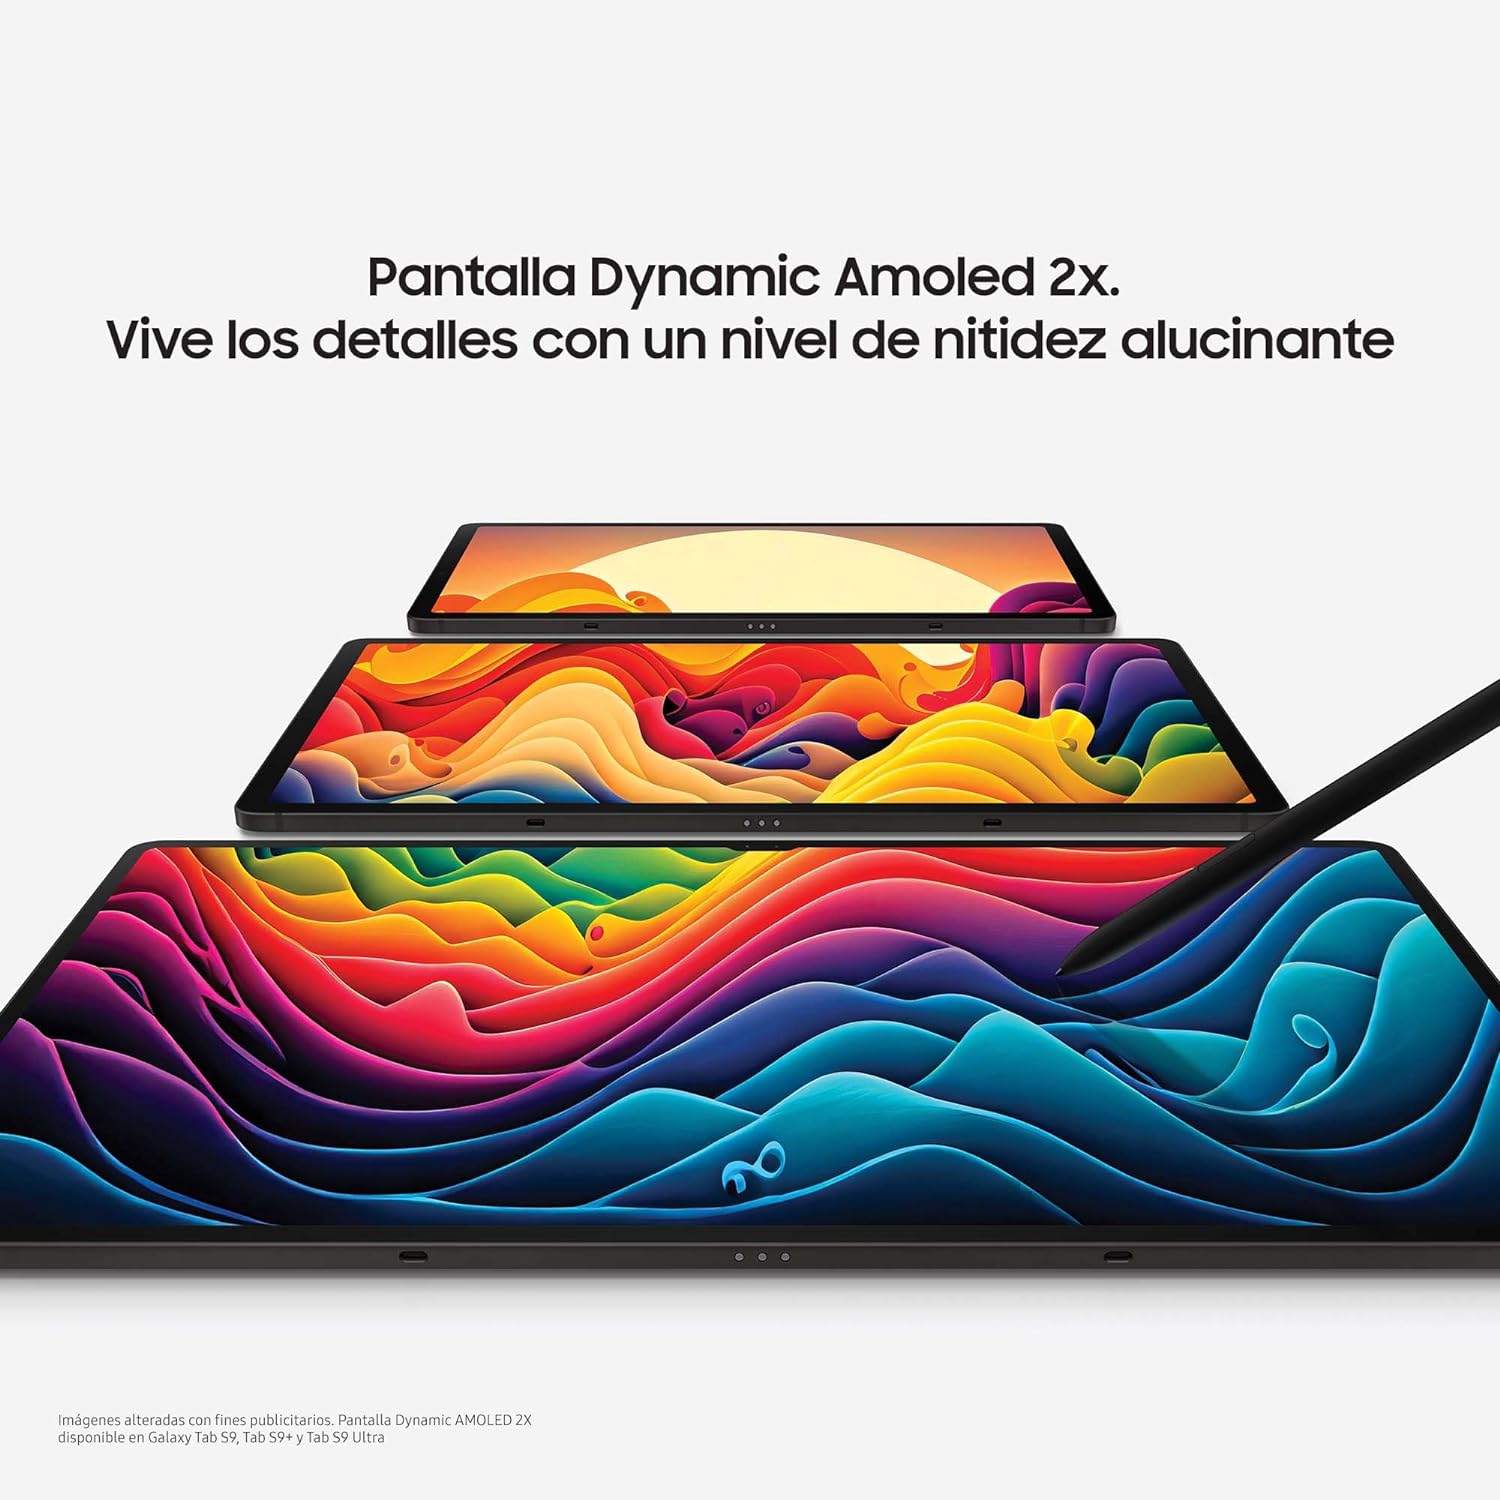 Pantalla Dynamic Amoled 2x.
Vive los detalles con un nivel de nitidez alucinante
Imágenes alteradas con fines publicitarios. Pantalla Dynamic AMOLED 2X
disponible en Galaxy Tab S9, Tab S9+ y Tab S9 Ultra